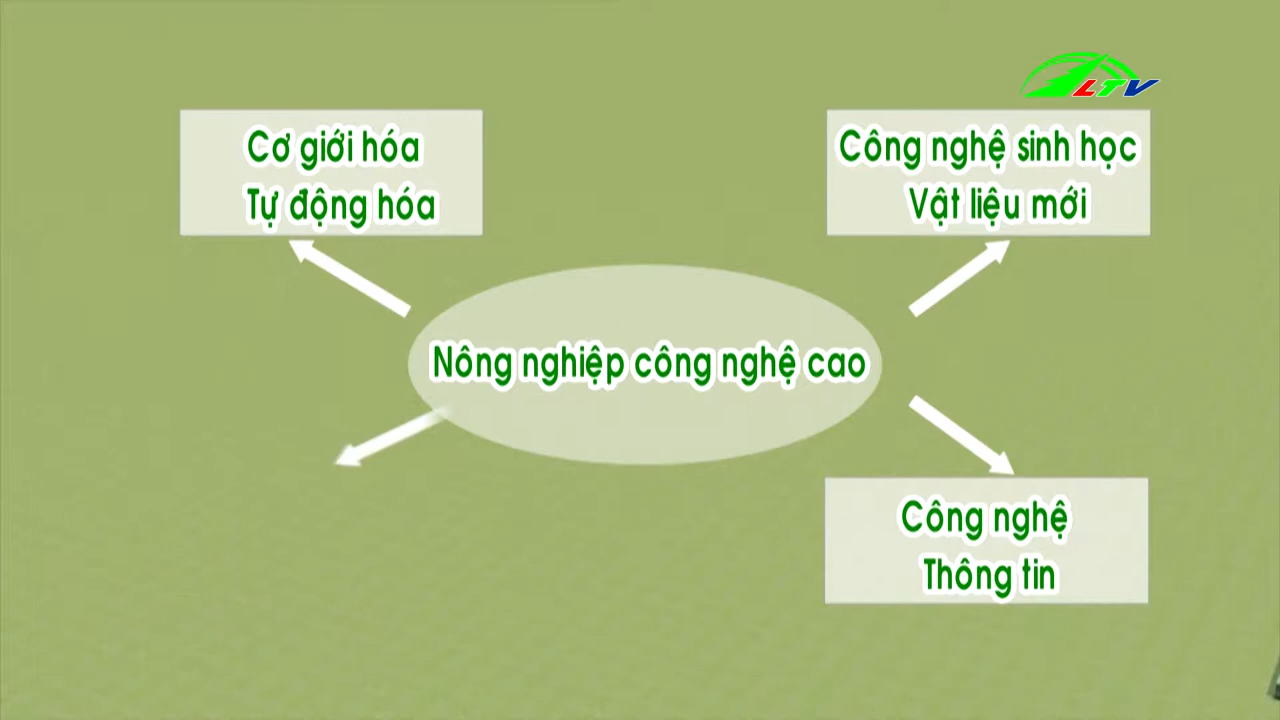 LTV
Cơ giới hóa
Tự động hóa
Công nghệ sinh học
Vật liệu mới
Nông nghiệp công nghệ cao
Công nghệ
Thông tin